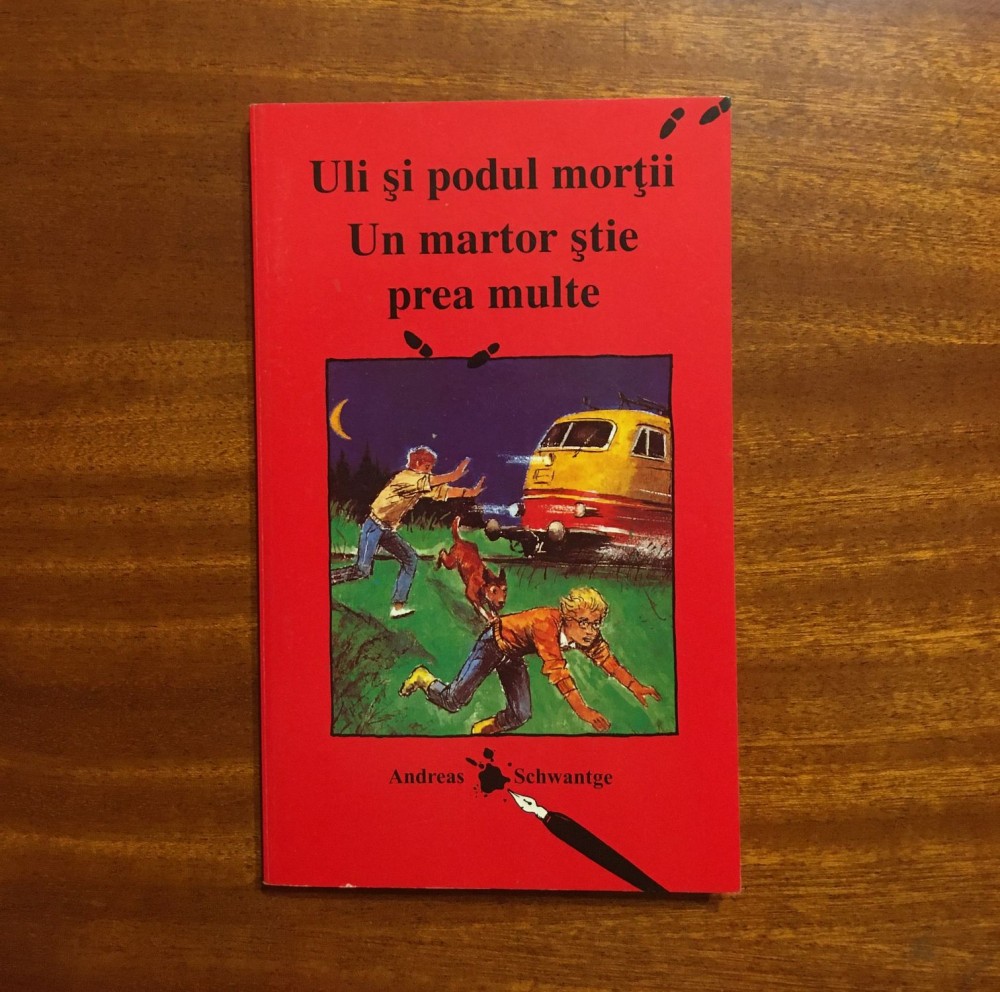 Uli şi podul morţii
Un martor ştie
prea multe
Andreas Schwantge